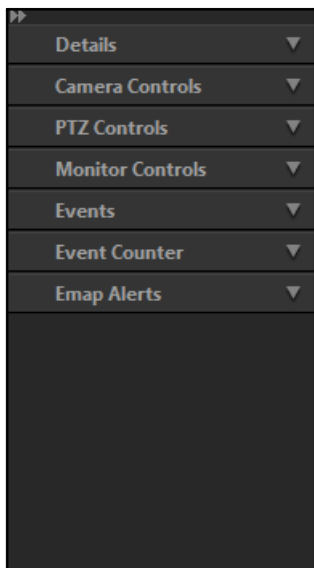 Details
Camera Controls
PTZ Controls
Monitor Controls
Events
Event Counter
Emap Alerts